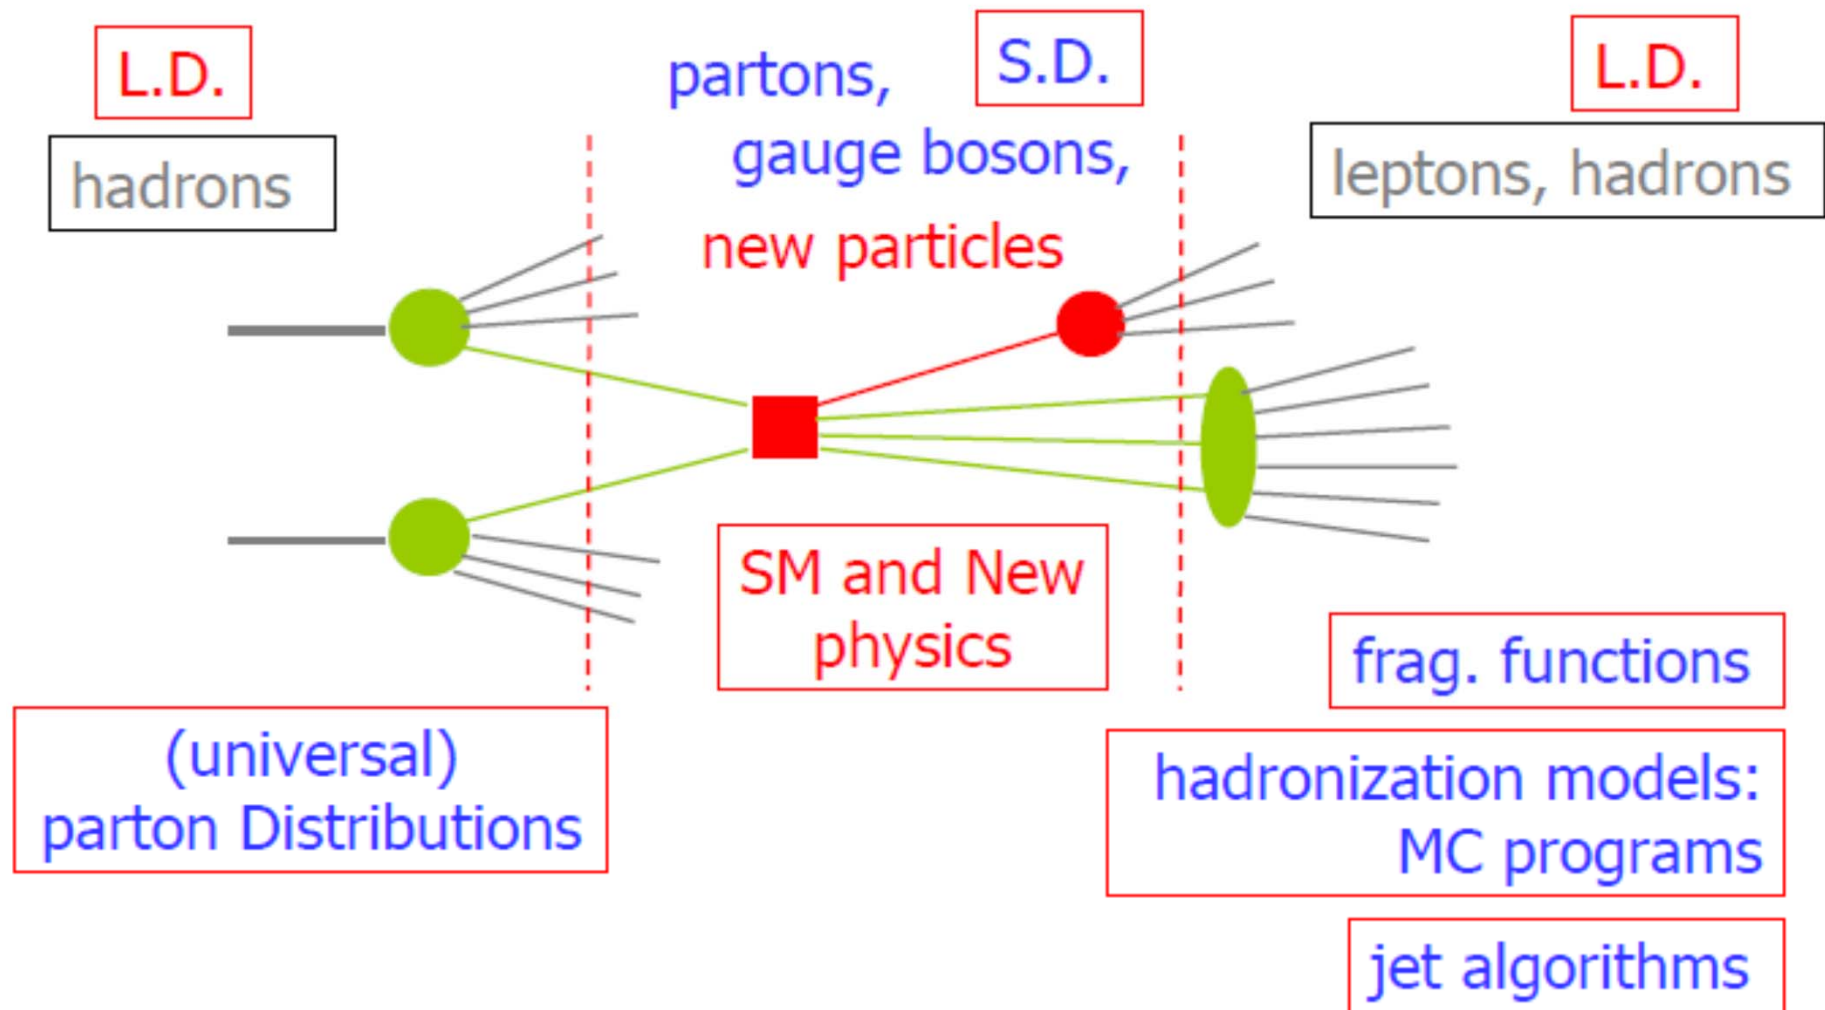 L.D.
hadrons
partons,
S.D.
gauge bosons,
new particles
L.D.
leptons, hadrons
SM and New
physics
(universal)
parton Distributions
frag. functions
hadronization models:
MC programs
jet algorithms